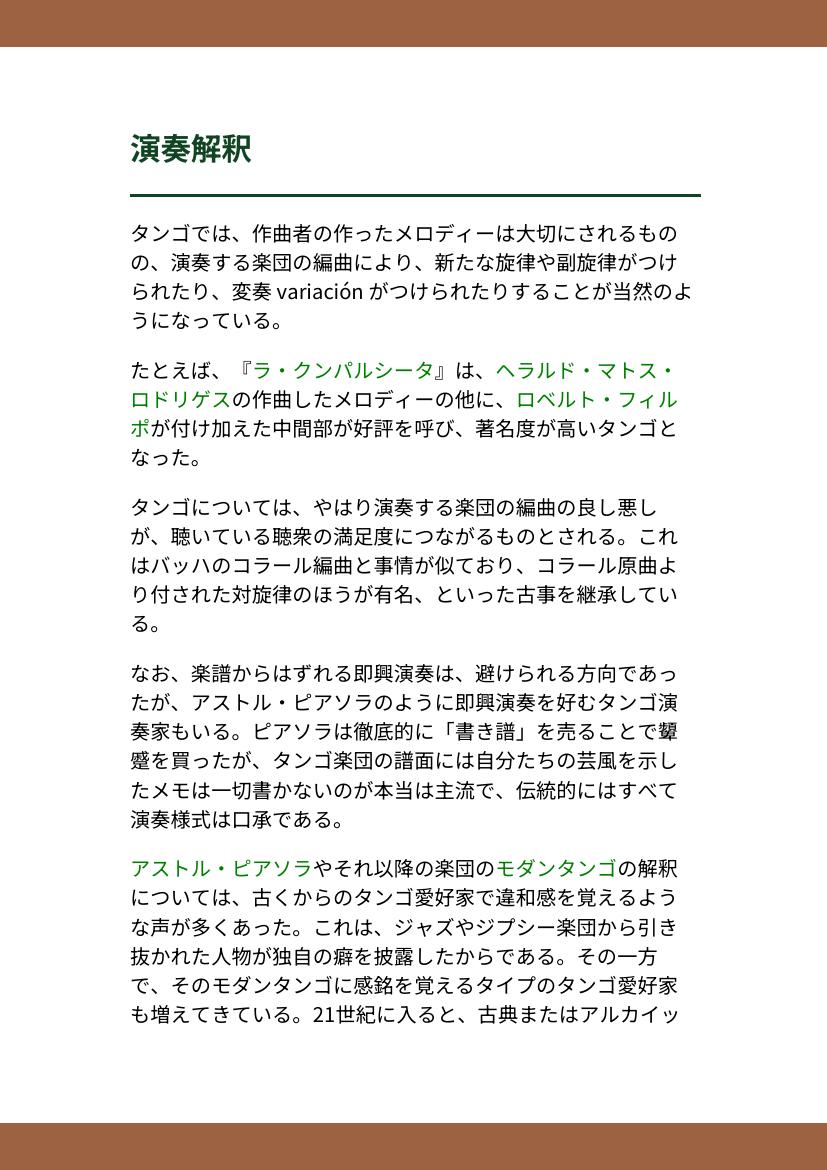 演奏解釈
タンゴでは、作曲者の作ったメロディーは大切にされるもの
の、演奏する楽団の編曲により、新たな旋律や副旋律がつけ
られたり、変奏 variación がつけられたりすることが当然のよ
うになっている。
たとえば、『ラ・クンパルシータ』は、ヘラルド・マトス・
ロドリゲスの作曲したメロディーの他に、ロベルト・フィル
ポが付け加えた中間部が好評を呼び、著名度が高いタンゴと
なった。
タンゴについては、やはり演奏する楽団の編曲の良し悪し
が、聴いている聴衆の満足度につながるものとされる。これ
はバッハのコラール編曲と事情が似ており、コラール原曲よ
り付された対旋律のほうが有名、といった古事を継承してい
る。
なお、楽譜からはずれる即興演奏は、避けられる方向であっ
たが、アストル・ピアソラのように即興演奏を好むタンゴ演
奏家もいる。ピアソラは徹底的に「書き譜」を売ることで顰
蹙を買ったが、タンゴ楽団の譜面には自分たちの芸風を示し
たメモは一切書かないのが本当は主流で、伝統的にはすべて
演奏様式は口承である。
アストル・ピアソラやそれ以降の楽団のモダンタンゴの解釈
については、古くからのタンゴ愛好家で違和感を覚えるよう
な声が多くあった。これは、ジャズやジプシー楽団から引き
抜かれた人物が独自の癖を披露したからである。その一方
で、そのモダンタンゴに感銘を覚えるタイプのタンゴ愛好家
も増えてきている。21世紀に入ると、古典またはアルカイッ